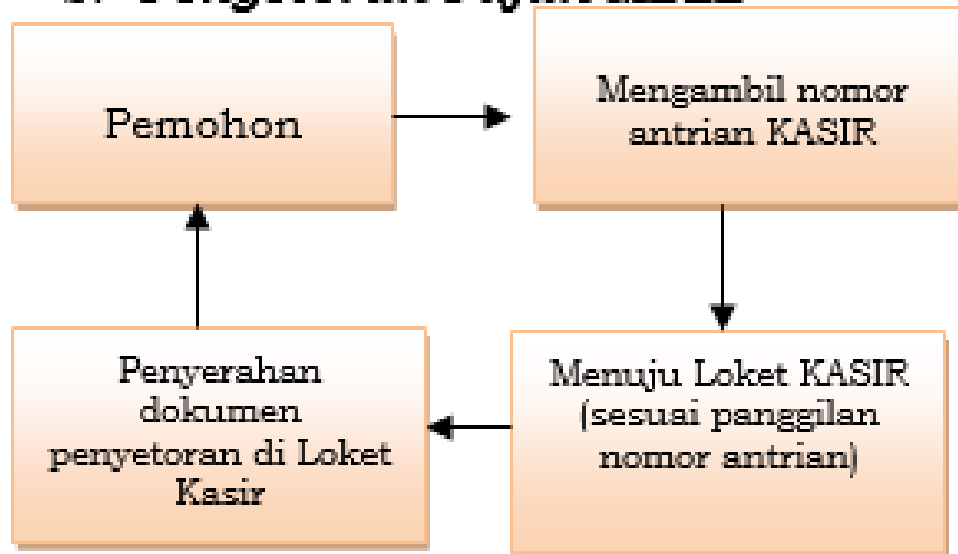 Pemohon
Mengambil nomor
antrian KASIR
Menuju Loket KASIR
(sesuai panggilan
nomor antrian)
Penyerahan
dokumen
penyetoran di Loket
Kasir